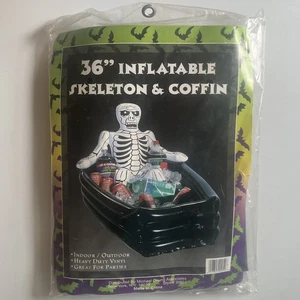 36” INFLATABLE
SKELETON & COFFIN
•INDOOR / OUTDOOR
•HEAVY DUTY VINYL
•GREAT FOR PARTIES